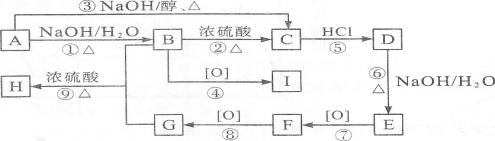 ③ NaOH/醇、△
A NaOH/H₂O ① △ B 浓硫酸 ② △ C HCl ⑤ D
H 浓硫酸 ⑨ △ [O] ④ I ⑥ △ NaOH/H₂O
G [O] ⑧ F [O] ⑦ E